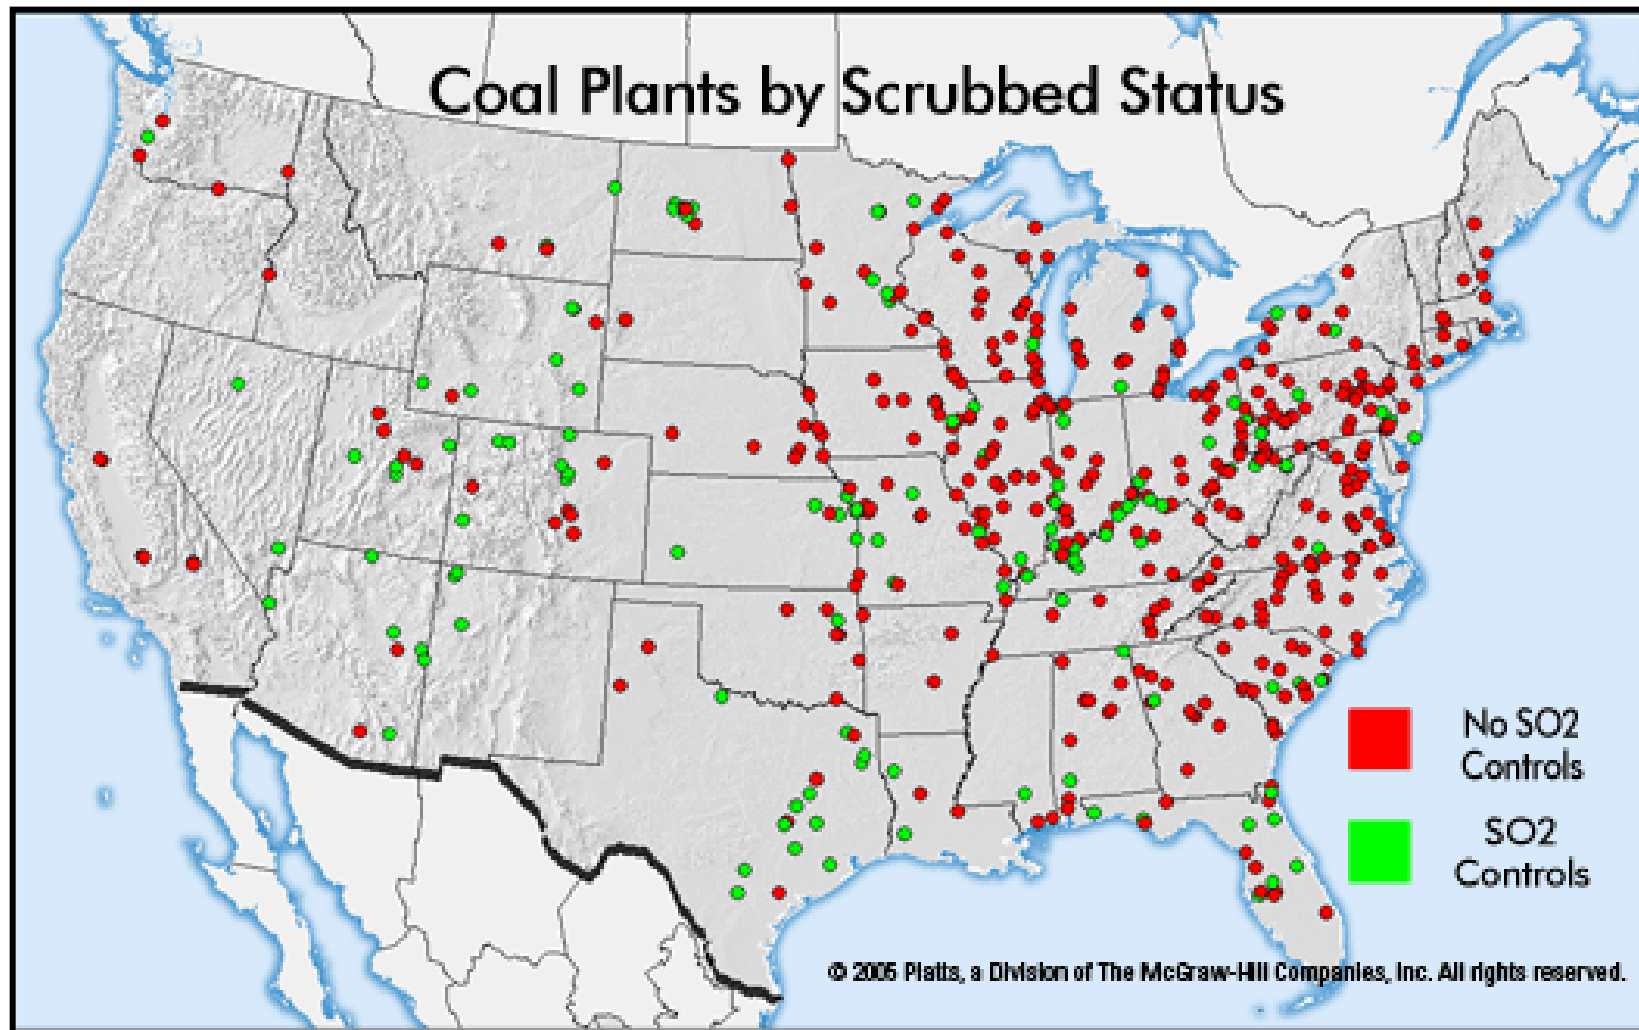 Coal Plants by Scrubbed Status
No SO2
Controls
SO2
Controls
© 2005 Platts, a Division of The McGraw-Hill Companies, Inc. All rights reserved.